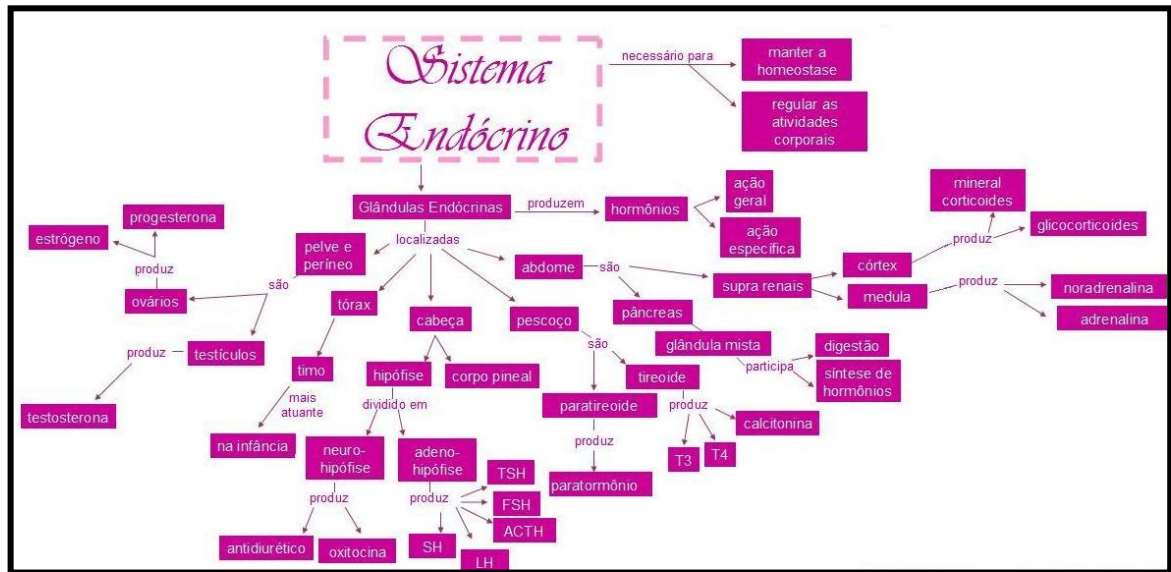 Sistema
Endócrino
necessário para
manter a
homeostase
regular as
atividades
corporais
Glândulas Endócrinas
produzem
hormônios
ação
geral
ação
específica
localizadas
pelve e
períneo
são
ovários
produz
estrógeno
progesterona
testículos
produz
testosterona
tórax
timo
mais
atuante
na infância
cabeça
hipófise
corpo pineal
dividido em
neuro-
hipófise
produz
antidiurético
oxitocina
adeno-
hipófise
produz
TSH
FSH
ACTH
LH
SH
pescoço
são
paratireoide
produz
paratormônio
tireoide
produz
T3
T4
calcitonina
abdome
são
pâncreas
glândula mista
participa
digestão
síntese de
hormônios
supra renais
córtex
produz
mineral
corticoides
glicocorticoides
medula
produz
noradrenalina
adrenalina